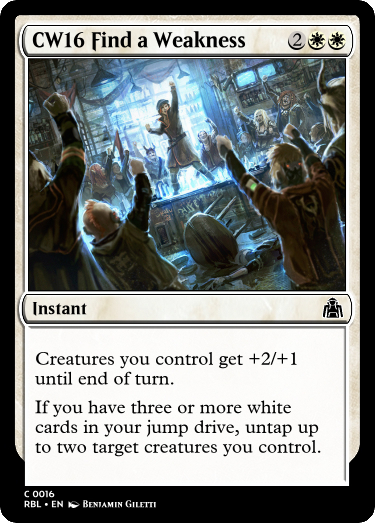 CW16 Find a Weakness 2
Instant
Creatures you control get +2/+1
until end of turn.
If you have three or more white
cards in your jump drive, untap up
to two target creatures you control.
C 0016
RBL • EN Benjamin Giletti